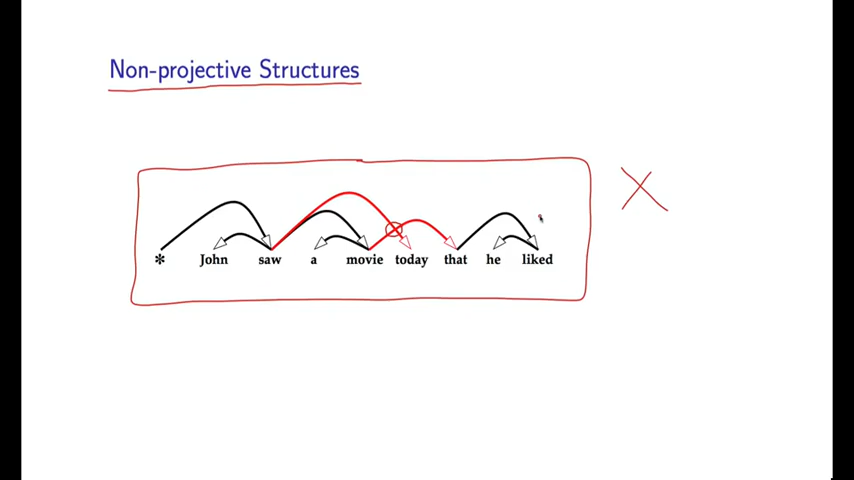 Non-projective Structures
* John saw a movie today that he liked